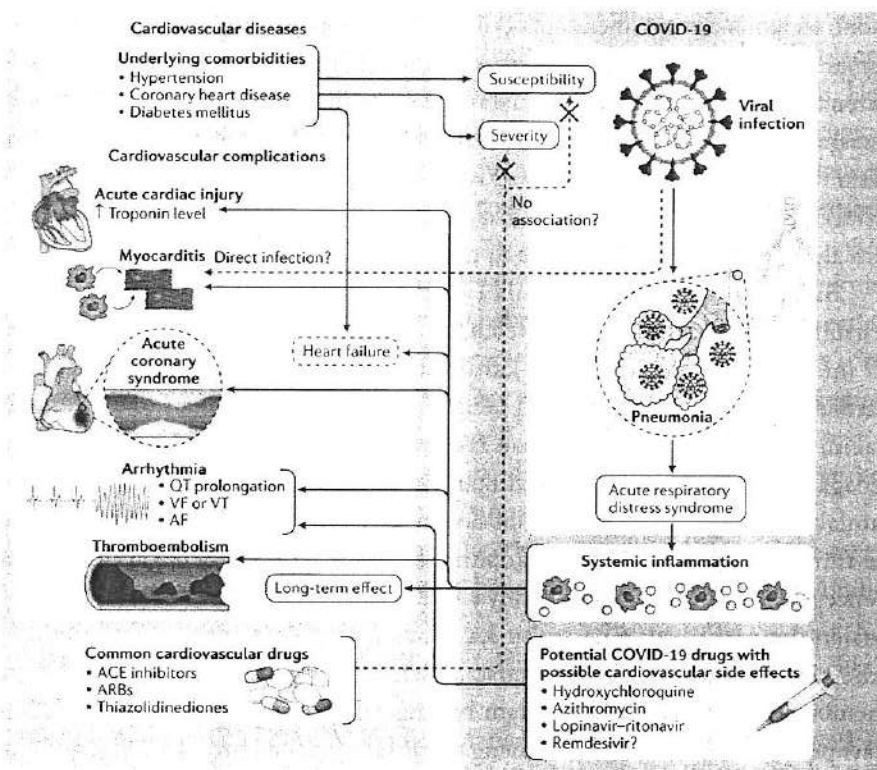 Cardiovascular diseases
Underlying comorbidities
• Hypertension
• Coronary heart disease
• Diabetes mellitus
Cardiovascular complications
Acute cardiac injury
↑ Troponin level
Myocarditis
Direct infection?
Acute
coronary
syndrome
Heart failure
Arrhythmia
• QT prolongation
• VF or VT
• AF
Thromboembolism
Long-term effect
Common cardiovascular drugs
• ACE inhibitors
• ARBs
• Thiazolidinediones
COVID-19
Susceptibility
Severity
No
association?
Viral
infection
Pneumonia
Acute respiratory
distress syndrome
Systemic inflammation
Potential COVID-19 drugs with
possible cardiovascular side effects
• Hydroxychloroquine
• Azithromycin
• Lopinavir–ritonavir
• Remdesivir?